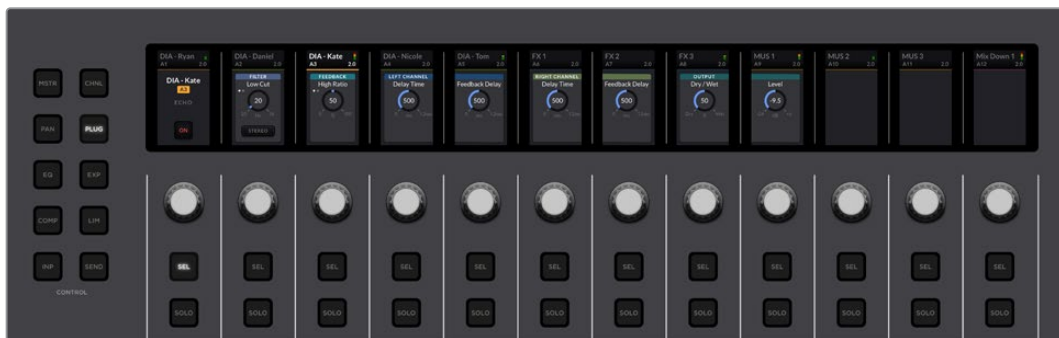 DIA - Ryan DIA - Daniel DIA - Kate DIA - Nicole DIA - Tom FX 1 FX 2 FX 3 MUS 1 MUS 2 MUS 3 Mix Down 1
A1 2.0 A2 2.0 A3 2.0 A4 2.0 A5 2.0 A6 2.0 A7 2.0 A8 2.0 A9 2.0 A10 2.0 A11 2.0 A12 2.0
FILTER FEEDBACK LEFT CHANNEL RIGHT CHANNEL OUTPUT
DIA - Kate Low Cut High Ratio Delay Time Feedback Delay Delay Time Feedback Delay Dry / Wet Level
A3
ECHO 20 50 500 500 500 500 50 -9.5
ON STEREO
MSTR CHNL
PAN PLUG
EQ EXP
COMP LIM
INP SEND
CONTROL
SEL SEL SEL SEL SEL SEL SEL SEL SEL SEL SEL SEL
SOLO SOLO SOLO SOLO SOLO SOLO SOLO SOLO SOLO SOLO SOLO SOLO